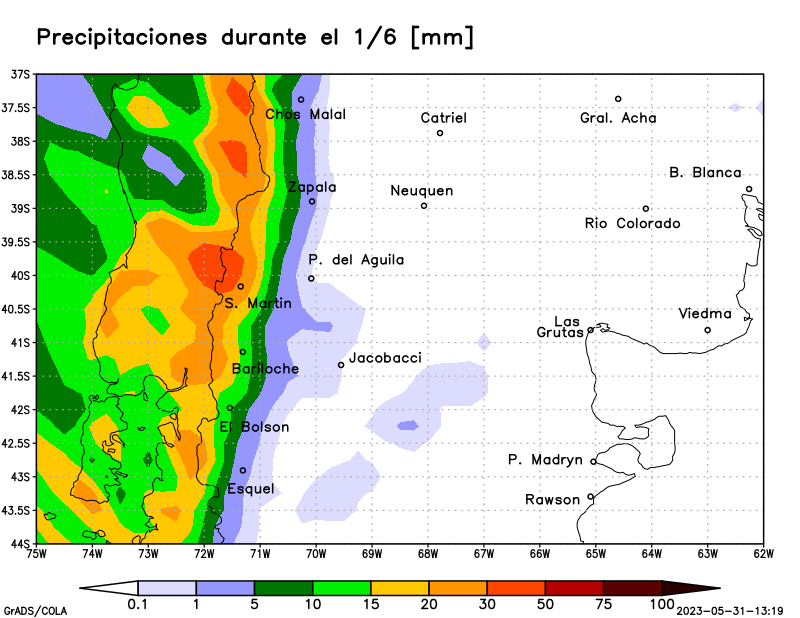 Precipitaciones durante el 1/6 [mm]
37S
37.5S
Chos Malal
Catriel
Gral. Acha
38S
38.5S
B. Blanca
Zapala
Neuquen
39S
Rio Colorado
39.5S
P. del Aguila
40S
S. Martin
40.5S
Las
Grutas
Viedma
41S
Bariloche
Jacobacci
41.5S
42S
El Bolson
42.5S
P. Madryn
43S
Esquel
Rawson
43.5S
44S
75W 74W 73W 72W 71W 70W 69W 68W 67W 66W 65W 64W 63W 62W
0.1 1 5 10 15 20 30 50 75 100
GrADS/COLA
2023-05-31-13:19